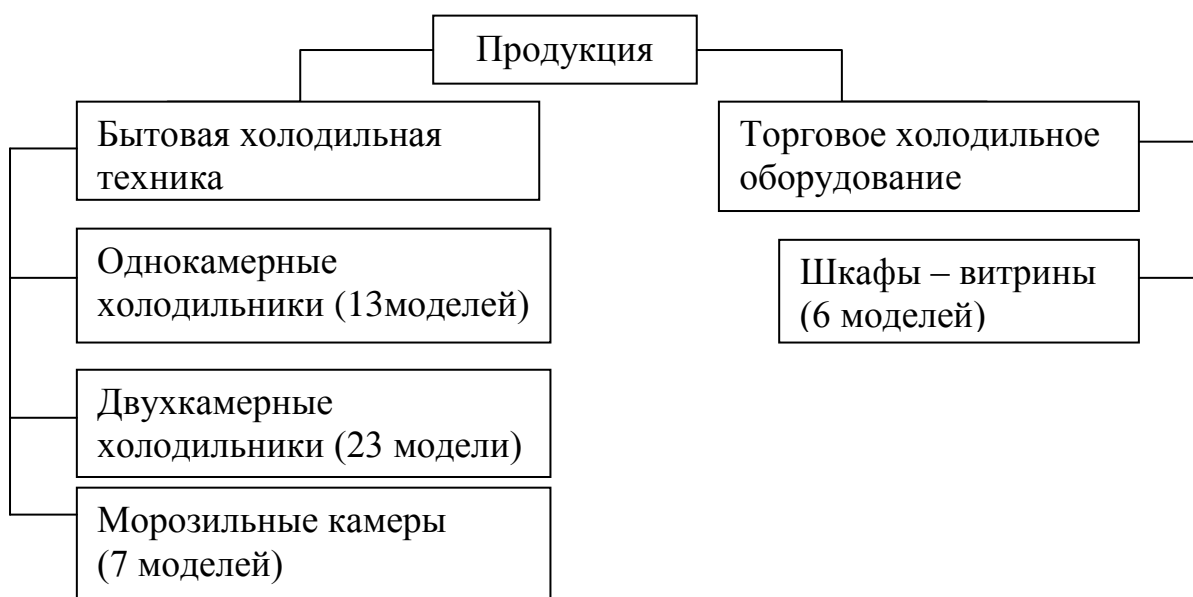 Продукция
Бытовая холодильная
техника
Торговое холодильное
оборудование
Однокамерные
холодильники (13моделей)
Шкафы – витрины
(6 моделей)
Двухкамерные
холодильники (23 модели)
Морозильные камеры
(7 моделей)